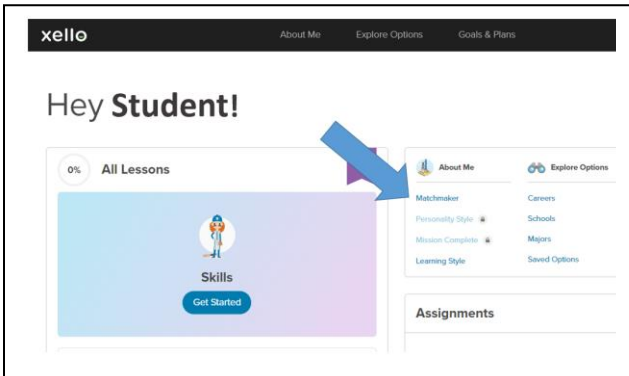 xello About Me Explore Options Goals & Plans
Hey Student!
0% All Lessons
Skills
Get Started
About Me
Matchmaker
Personality Style
Mission Complete
Learning Style
Explore Options
Careers
Schools
Majors
Saved Options
Assignments